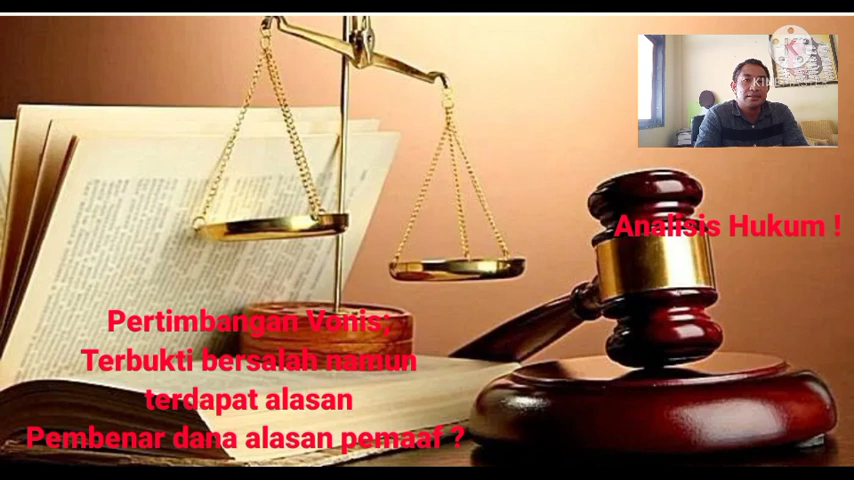 Analisis Hukum !
Pertimbangan Vonis;
Terbukti bersalah namun
terdapat alasan
Pembenar dana alasan pemaaf ?